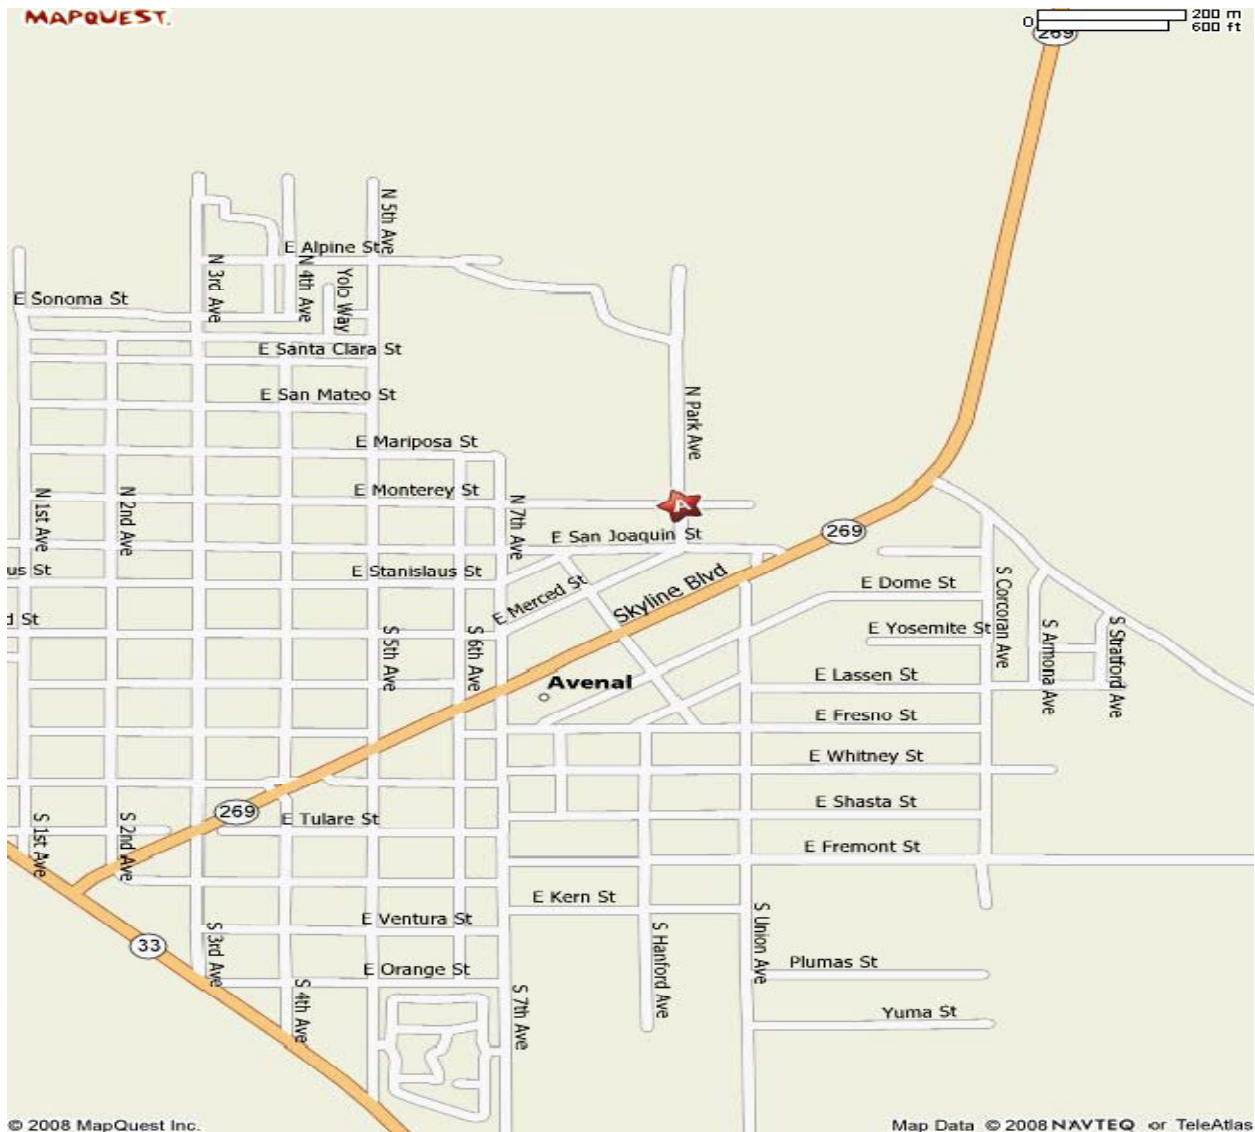 MAPQUEST.
0
200 m
600 ft
269
N 5th Ave
E Alpine St
N 3rd Ave
N 4th Ave
Yolo Way
E Sonoma St
E Santa Clara St
E San Mateo St
N Park Ave
E Mariposa St
E Monterey St
N 1st Ave
N 2nd Ave
N 7th Ave
A
E San Joaquin St
269
us St
E Stanislaus St
E Merced St
Skyline Blvd
E Dome St
S Corcoran Ave
d St
S 5th Ave
S 6th Ave
E Yosemite St
S Armona Ave
S Stratford Ave
Avenal
E Lassen St
E Fresno St
E Whitney St
269
E Shasta St
S 1st Ave
S 2nd Ave
E Tulare St
E Fremont St
E Kern St
E Ventura St
S 3rd Ave
S Hanford Ave
S Union Ave
33
E Orange St
Plumas St
S 4th Ave
S 7th Ave
Yuma St
© 2008 MapQuest Inc.
Map Data © 2008 NAVTEQ or TeleAtlas